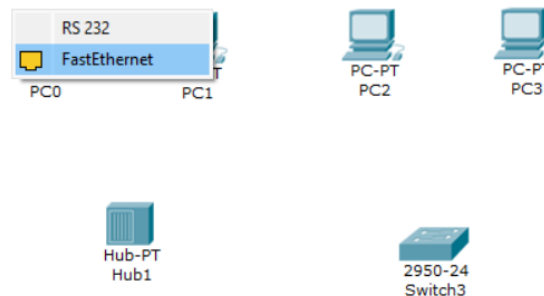 RS 232
FastEthernet
PC0
PC1
PC-PT
PC2
PC-PT
PC3
Hub-PT
Hub1
2950-24
Switch3